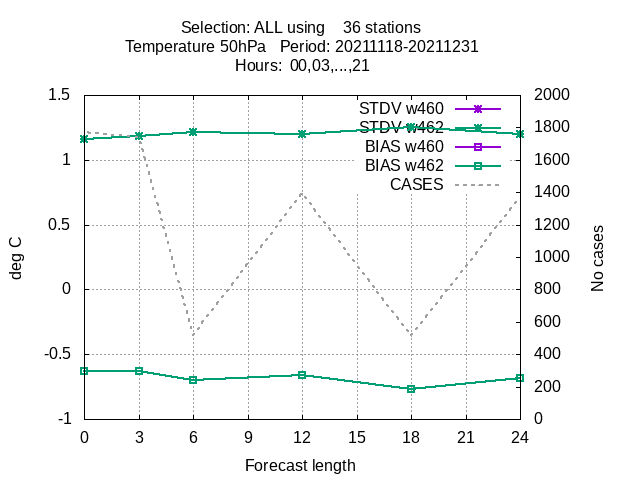 Selection: ALL using    36 stations
Temperature 50hPa   Period: 20211118-20211231
Hours: 00,03,...,21
STDV w460
STDV w462
BIAS w460
BIAS w462
CASES
1.5
1
0.5
0
-0.5
-1
deg C
2000
1800
1600
1400
1200
1000
800
600
400
200
0
No cases
0 3 6 9 12 15 18 21 24
Forecast length